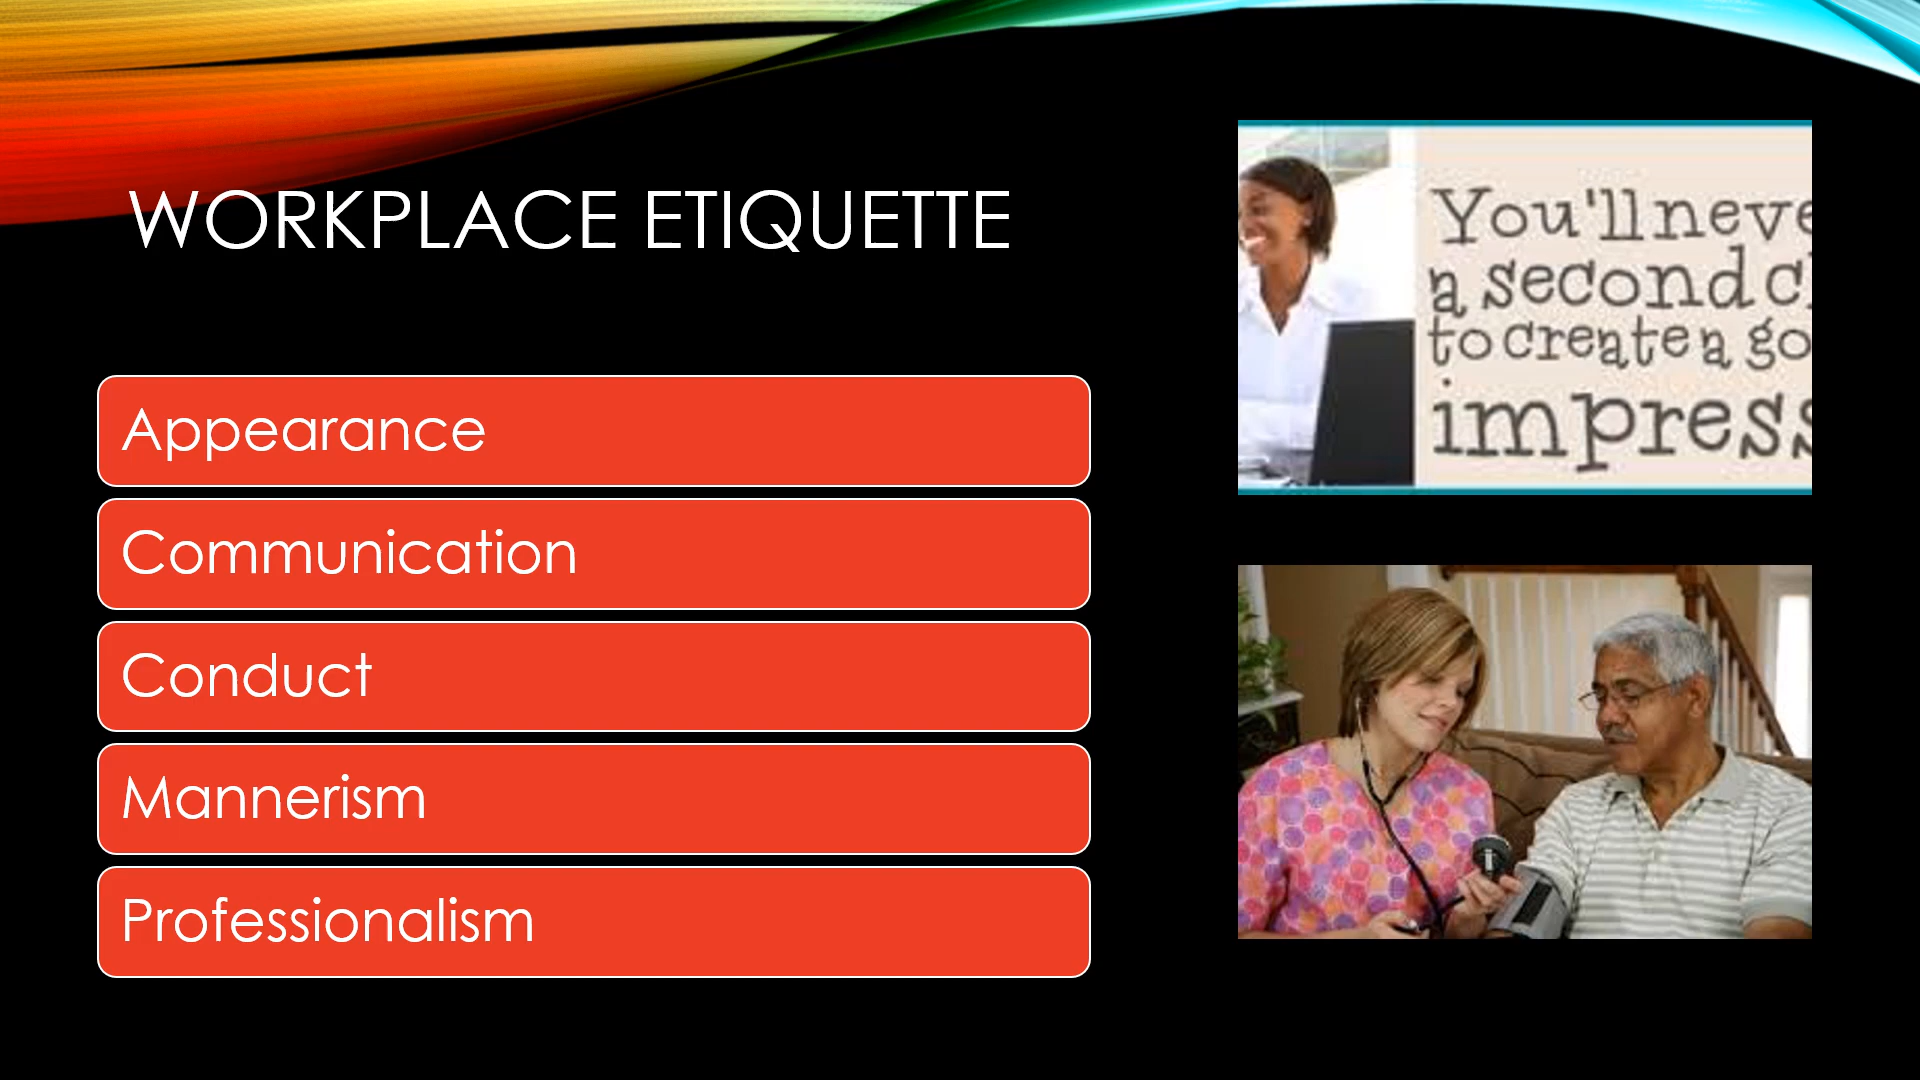 WORKPLACE ETIQUETTE
Appearance
Communication
Conduct
Mannerism
Professionalism
You'll neve
a second c
to create a go
impress